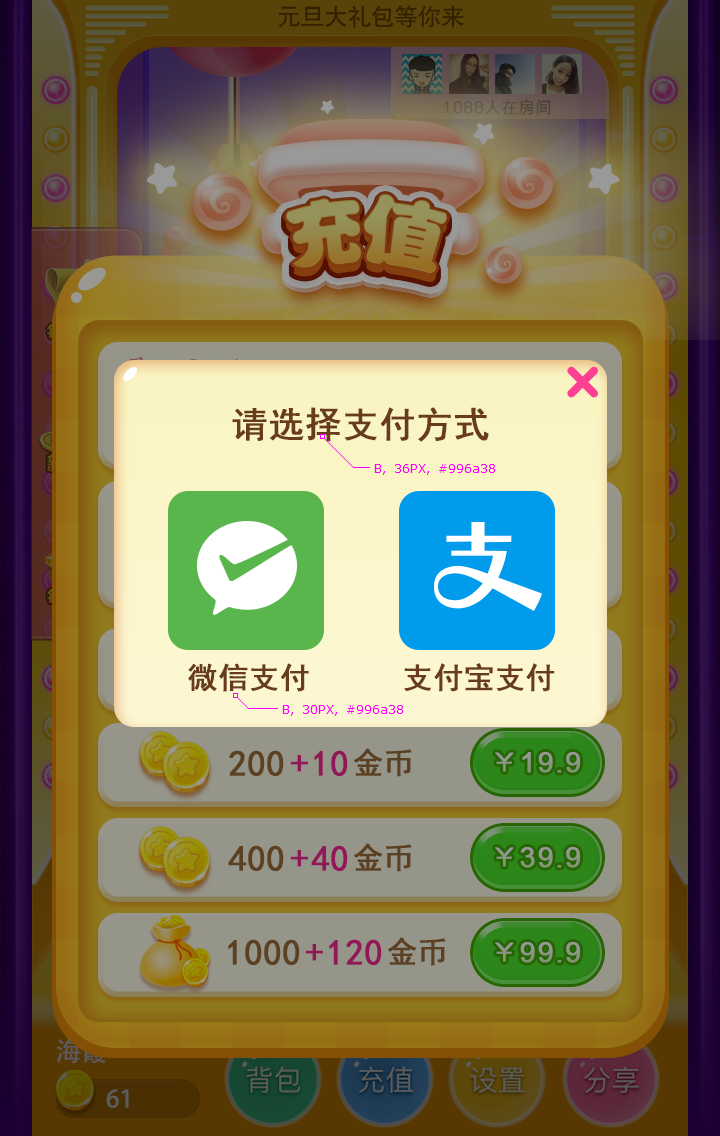 元旦大礼包等你来
1088人在房间
充值
请选择支付方式
B, 36PX, #996a38
支
微信支付
支付宝支付
B, 30PX, #996a38
200+10金币
￥19.9
400+40金币
￥39.9
1000+120金币
￥99.9
海霞
61
背包
充值
设置
分享